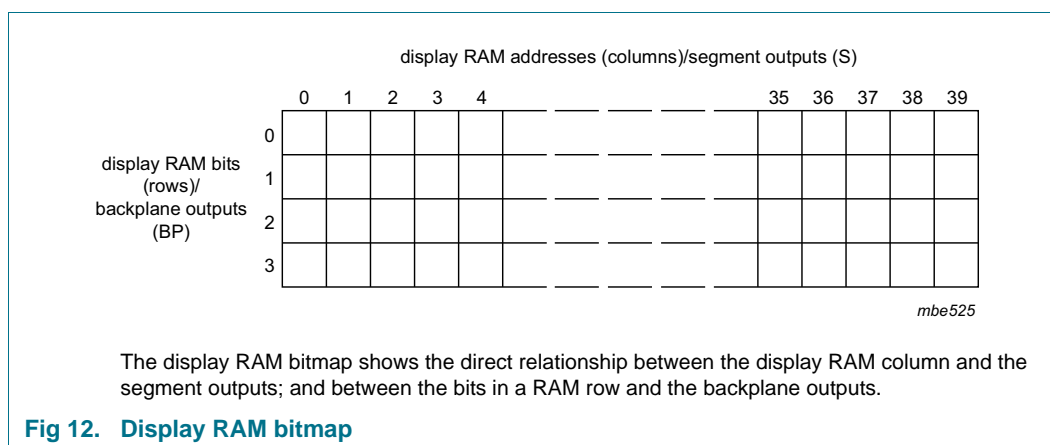 display RAM addresses (columns)/segment outputs (S)
0 1 2 3 4 35 36 37 38 39
0
display RAM bits
(rows)/
backplane outputs
(BP)
1
2
3
mbe525
The display RAM bitmap shows the direct relationship between the display RAM column and the
segment outputs; and between the bits in a RAM row and the backplane outputs.
Fig 12. Display RAM bitmap